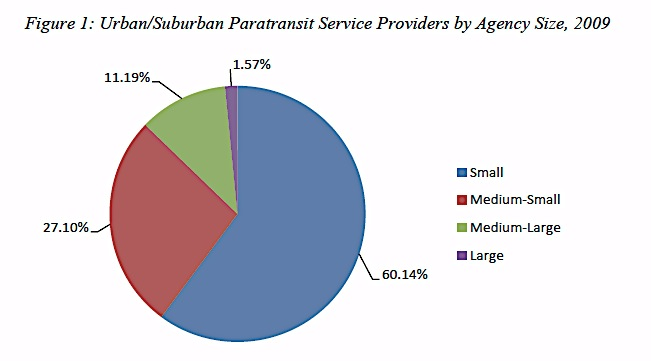 Figure 1: Urban/Suburban Paratransit Service Providers by Agency Size, 2009
1.57%
11.19%
27.10%
60.14%
Small
Medium-Small
Medium-Large
Large